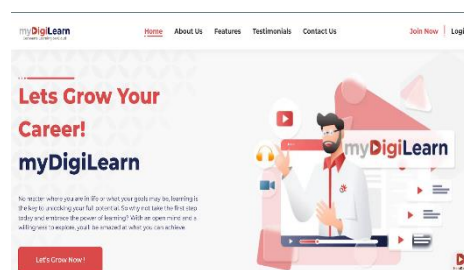 myDigiLearn
Home About Us Features Testimonials Contact Us Join Now Logi
Lets Grow Your
Career!
myDigiLearn
myDigiLearn
No matter where you are in life or what your goals may be, learning is
the key to unlocking your full potential. So why not take the first step
today and embrace the power of learning? With an open mind and a
willingness to explore, you'll be amazed at what you can achieve
Let's Grow Now!